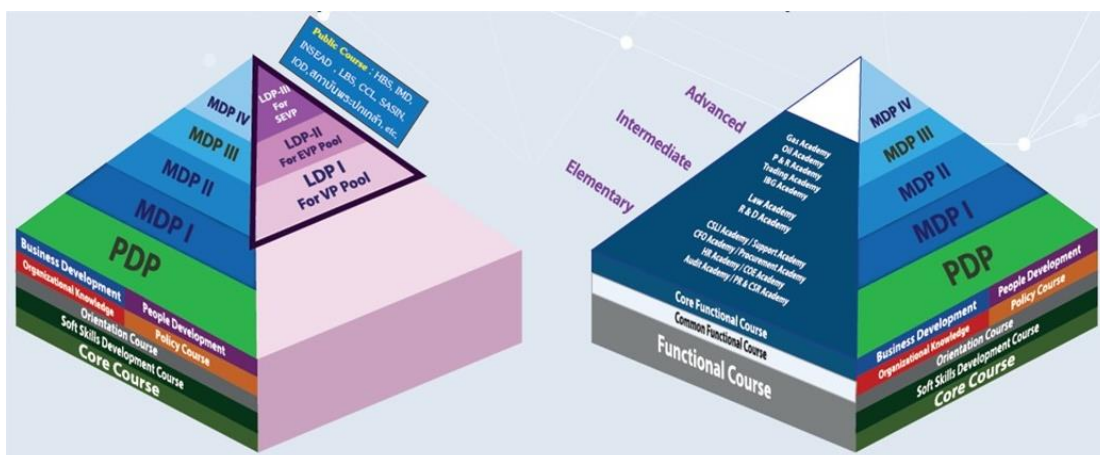 Public Course : HBS, IMD,
INSEAD , LBS, CCL, SASIN,
IOD, สถาบันพระปกเกล้า, etc.
LDP-III
For
SEVP
LDP-II
For EVP Pool
LDP I
For VP Pool
MDP IV
MDP III
MDP II
MDP I
PDP
Business Development
People Development
Organizational Knowledge
Policy Course
Orientation Course
Soft Skills Development Course
Core Course
Advanced
Intermediate
Elementary
Gas Academy
Oil Academy
P & R Academy
Trading Academy
IBG Academy
Law Academy
R & D Academy
CSLI Academy / Support Academy
CFO Academy / Procurement Academy
HR Academy / COE Academy
Audit Academy / PR & CSR Academy
Core Functional Course
Common Functional Course
Functional Course
MDP IV
MDP III
MDP II
MDP I
PDP
Business Development
People Development
Organizational Knowledge
Policy Course
Orientation Course
Soft Skills Development Course
Core Course